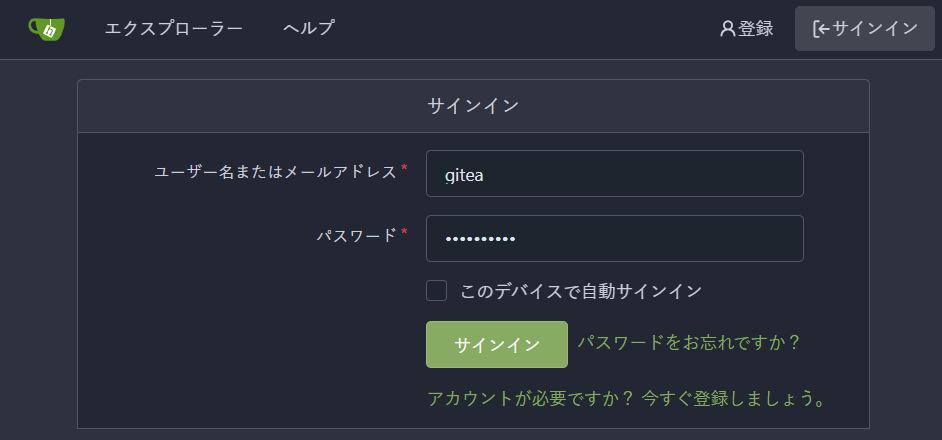 エクスプローラー ヘルプ 登録 サインイン
サインイン
ユーザー名またはメールアドレス *
gitea
パスワード *
••••••••••
このデバイスで自動サインイン
サインイン パスワードをお忘れですか？
アカウントが必要ですか？ 今すぐ登録しましょう。